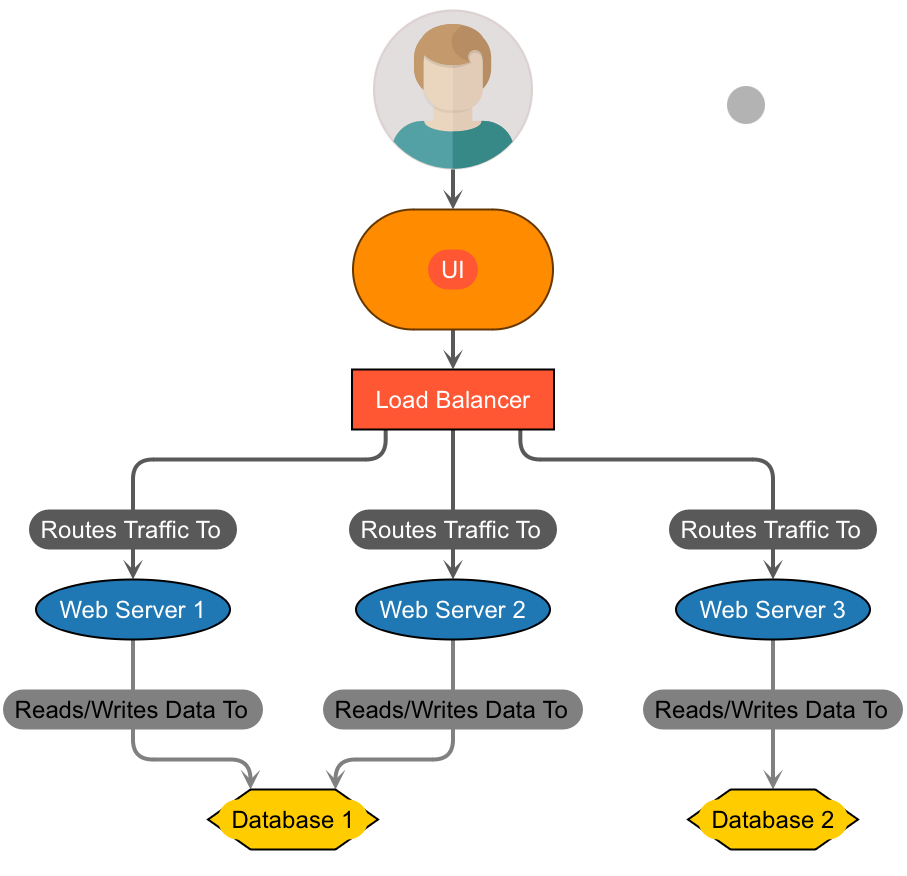 UI
Load Balancer
Routes Traffic To
Routes Traffic To
Routes Traffic To
Web Server 1
Web Server 2
Web Server 3
Reads/Writes Data To
Reads/Writes Data To
Reads/Writes Data To
Database 1
Database 2